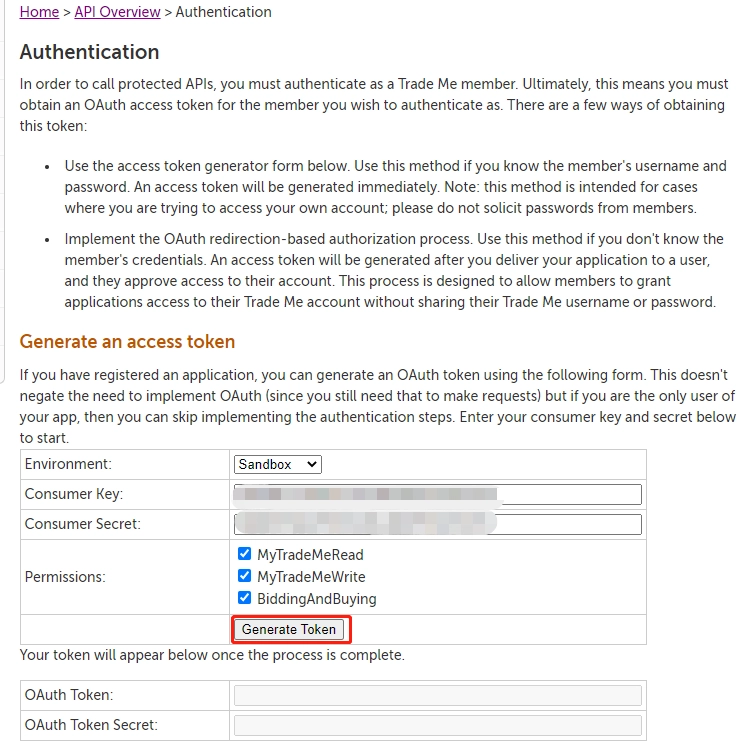 Home > API Overview > Authentication
Authentication
In order to call protected APIs, you must authenticate as a Trade Me member. Ultimately, this means you must
obtain an OAuth access token for the member you wish to authenticate as. There are a few ways of obtaining
this token:
• Use the access token generator form below. Use this method if you know the member's username and
password. An access token will be generated immediately. Note: this method is intended for cases
where you are trying to access your own account; please do not solicit passwords from members.
• Implement the OAuth redirection-based authorization process. Use this method if you don't know the
member's credentials. An access token will be generated after you deliver your application to a user,
and they approve access to their account. This process is designed to allow members to grant
applications access to their Trade Me account without sharing their Trade Me username or password.
Generate an access token
If you have registered an application, you can generate an OAuth token using the following form. This doesn't
negate the need to implement OAuth (since you still need that to make requests) but if you are the only user of
your app, then you can skip implementing the authentication steps. Enter your consumer key and secret below
to start.
Environment: Sandbox
Consumer Key:
Consumer Secret:
Permissions:
MyTradeMeRead
MyTradeMeWrite
BiddingAndBuying
Generate Token
Your token will appear below once the process is complete.
OAuth Token:
OAuth Token Secret: